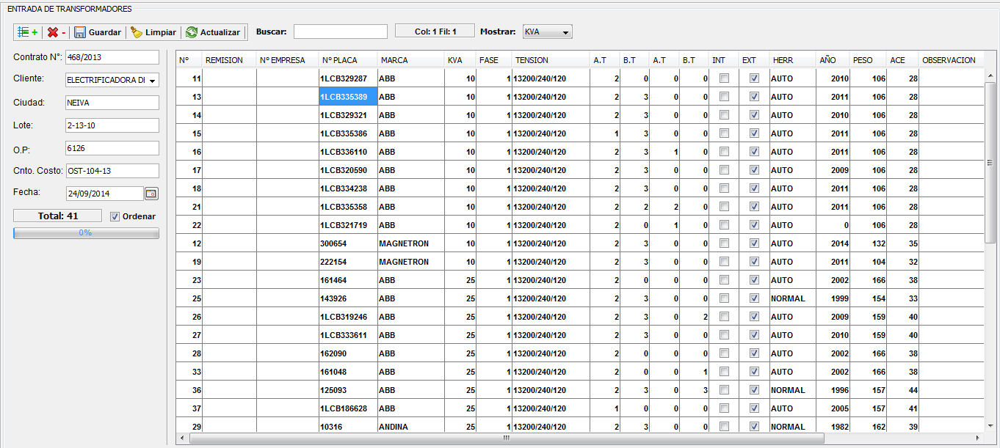 ENTRADA DE TRANSFORMADORES
+ - Guardar Limpiar Actualizar Buscar: Col: 1 Fil: 1 Mostrar: KVA
Contrato N°: 468/2013
Cliente: ELECTRIFICADORA DI
Ciudad: NEIVA
Lote: 2-13-10
O.P: 6126
Cnto. Costo: OST-104-13
Fecha: 24/09/2014
Total: 41 Ordenar
0%
N° REMISION N° EMPRESA N° PLACA MARCA KVA FASE TENSION A.T B.T A.T B.T INT EXT HERR AÑO PESO ACE OBSERVACION
11 1LCB329287 ABB 10 1 13200/240/120 2 0 0 0 AUTO 2010 106 28
13 1LCB335389 ABB 10 1 13200/240/120 2 3 0 0 AUTO 2011 106 28
14 1LCB329321 ABB 10 1 13200/240/120 2 3 0 0 AUTO 2010 106 28
15 1LCB335386 ABB 10 1 13200/240/120 1 3 0 0 AUTO 2011 106 28
16 1LCB336110 ABB 10 1 13200/240/120 2 3 1 0 AUTO 2011 106 28
17 1LCB320590 ABB 10 1 13200/240/120 2 3 0 0 AUTO 2009 106 28
18 1LCB334238 ABB 10 1 13200/240/120 2 3 0 0 AUTO 2011 106 28
21 1LCB335358 ABB 10 1 13200/240/120 2 2 2 0 AUTO 2011 106 28
22 1LCB321719 ABB 10 1 13200/240/120 2 0 1 0 AUTO 0 106 28
12 300654 MAGNETRON 10 1 13200/240/120 2 3 0 0 AUTO 2014 132 35
19 222154 MAGNETRON 10 1 13200/240/120 2 3 0 0 AUTO 2011 104 32
23 161464 ABB 25 1 13200/240/120 2 0 0 0 AUTO 2002 166 38
25 143926 ABB 25 1 13200/240/120 2 3 0 0 NORMAL 1999 154 33
26 1LCB319246 ABB 25 1 13200/240/120 2 3 0 2 AUTO 2009 159 40
27 1LCB333611 ABB 25 1 13200/240/120 2 3 0 0 AUTO 2010 159 40
28 162090 ABB 25 1 13200/240/120 2 0 0 0 AUTO 2002 166 38
33 161048 ABB 25 1 13200/240/120 2 0 0 1 AUTO 2002 166 38
36 125093 ABB 25 1 13200/240/120 2 3 0 3 NORMAL 1996 157 44
37 1LCB186628 ABB 25 1 13200/240/120 1 0 0 0 AUTO 2005 157 41
29 10316 ANDINA 25 1 13200/240/120 2 3 0 0 NORMAL 1982 162 39